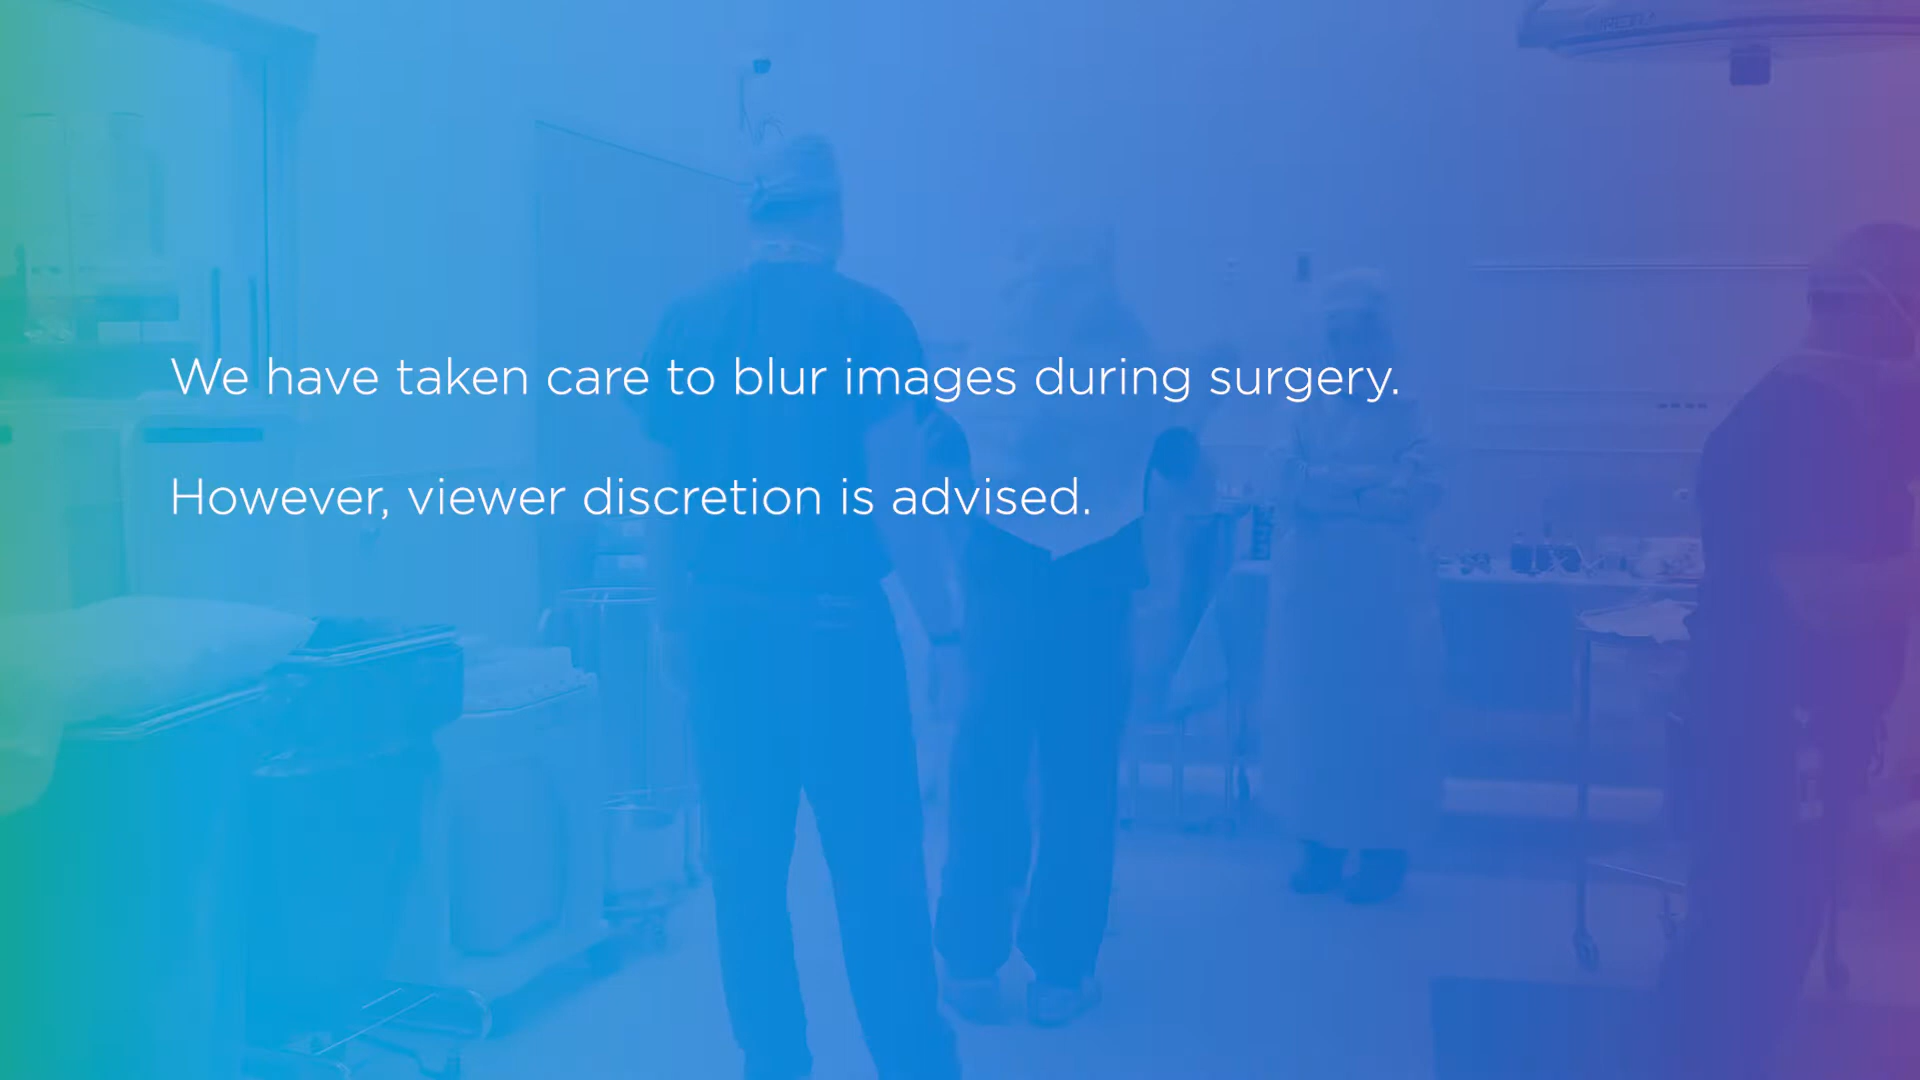 We have taken care to blur images during surgery.
However, viewer discretion is advised.